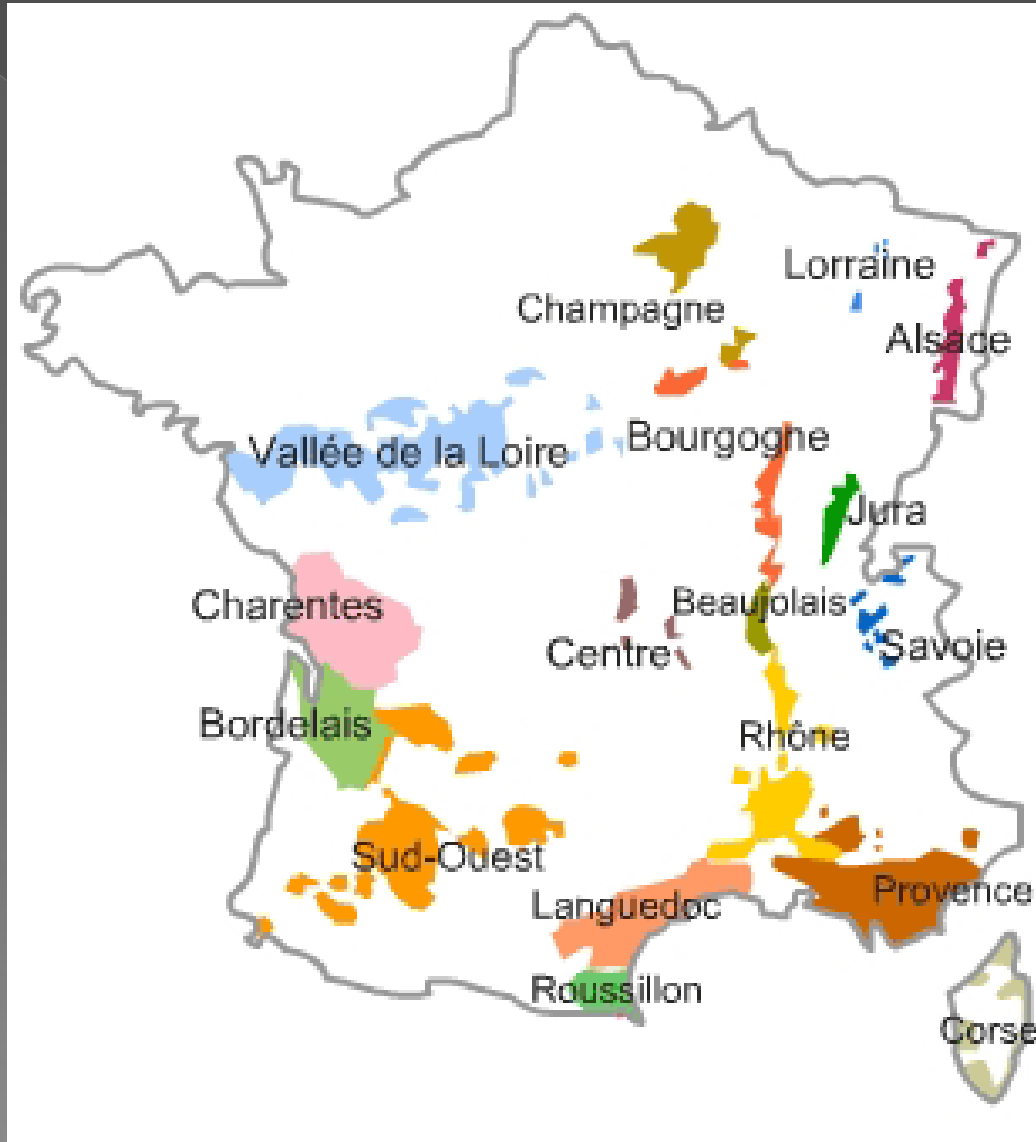 Lorraine
Champagne
Alsace
Bourgogne
Vallée de la Loire
Jura
Charentes
Beaujolais
Centre
Savoie
Bordelais
Rhône
Sud-Ouest
Provence
Languedoc
Roussillon
Corse